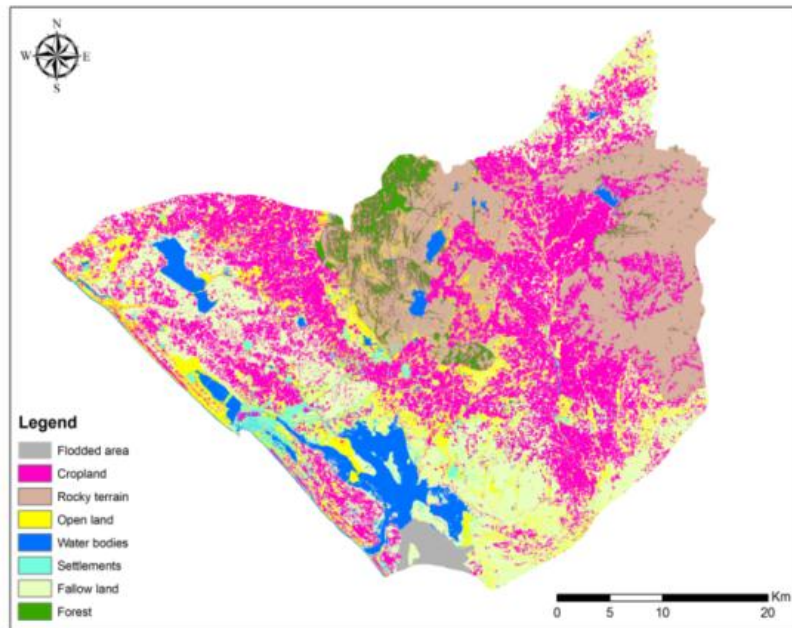 N
W E
S
Legend
Flodded area
Cropland
Rocky terrain
Open land
Water bodies
Settlements
Fallow land
Forest
Km
0 5 10 20